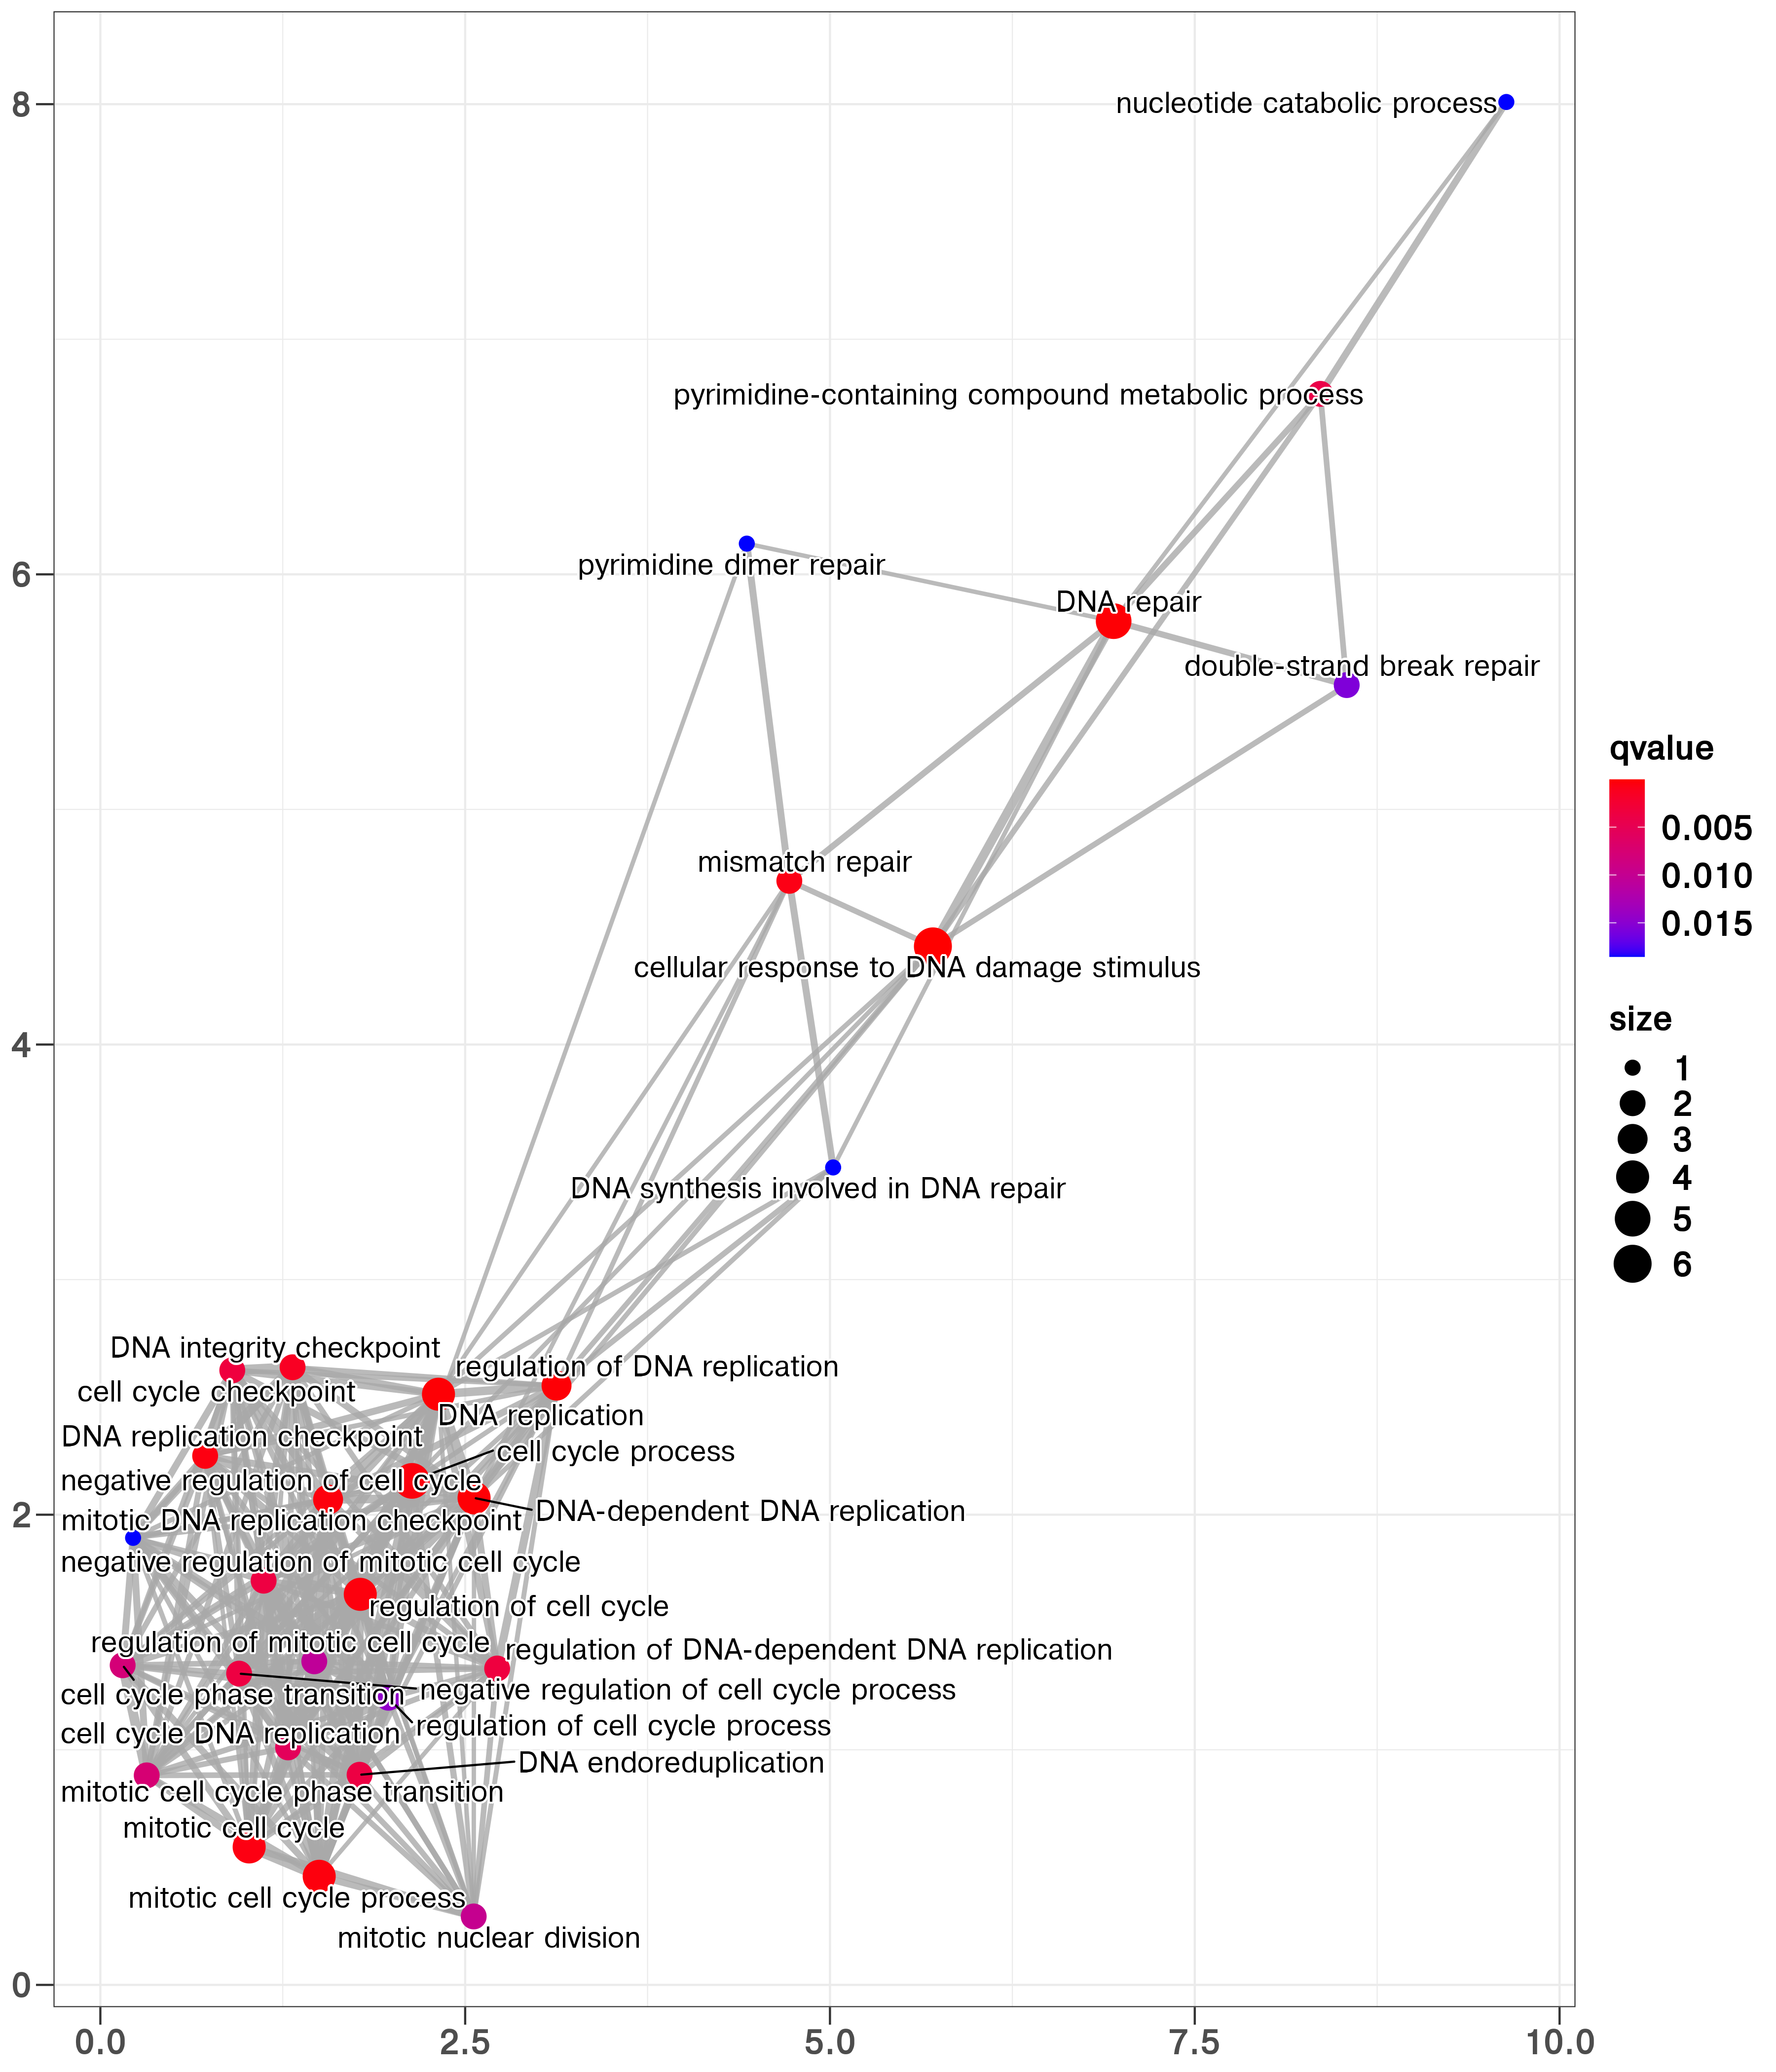 8
nucleotide catabolic process
pyrimidine-containing compound metabolic process
pyrimidine dimer repair
6
DNA repair
double-strand break repair
qvalue
0.005
0.010
0.015
mismatch repair
cellular response to DNA damage stimulus
size
1
2
3
4
5
6
4
DNA synthesis involved in DNA repair
DNA integrity checkpoint
regulation of DNA replication
cell cycle checkpoint
DNA replication
DNA replication checkpoint
cell cycle process
negative regulation of cell cycle
2
DNA-dependent DNA replication
mitotic DNA replication checkpoint
negative regulation of mitotic cell cycle
regulation of cell cycle
regulation of mitotic cell cycle
regulation of DNA-dependent DNA replication
cell cycle phase transition
negative regulation of cell cycle process
regulation of cell cycle process
cell cycle DNA replication
DNA endoreduplication
mitotic cell cycle phase transition
mitotic cell cycle
mitotic cell cycle process
mitotic nuclear division
0
0.0
2.5
5.0
7.5
10.0